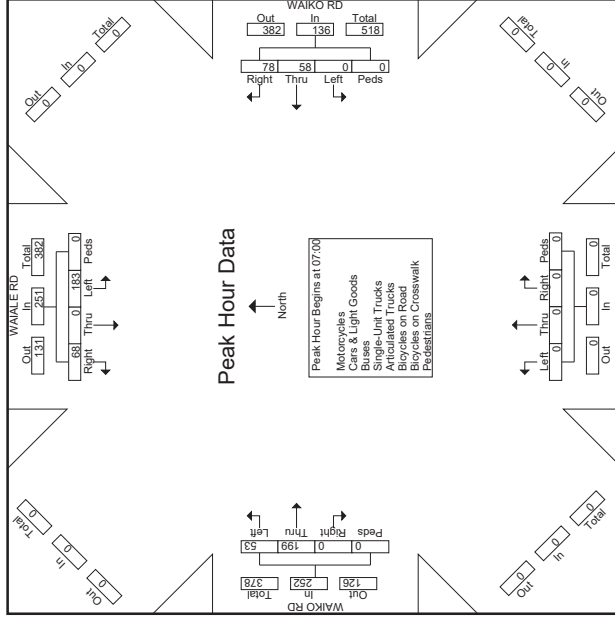 WAIALE RD
Out In Total
131 251 382
68 0 183 0
Right Thru Left Peds
Out In Total
0 0 0
Total In Out
0 0 0
WAIKO RD
Total In Out
378 252 126
53 199 0 0
Left Thru Right Peds
Peak Hour Data
North
Peak Hour Begins at 07:00
Motorcycles
Cars & Light Goods
Buses
Single-Unit Trucks
Articulated Trucks
Bicycles on Road
Bicycles on Crosswalk
Pedestrians
WAIKO RD
Out In Total
382 136 518
78 58 0 0
Right Thru Left Peds
Left Thru Right Peds
0 0 0 0
0 0 0
Out In Total
Out In Total
0 0 0
Total In Out
0 0 0